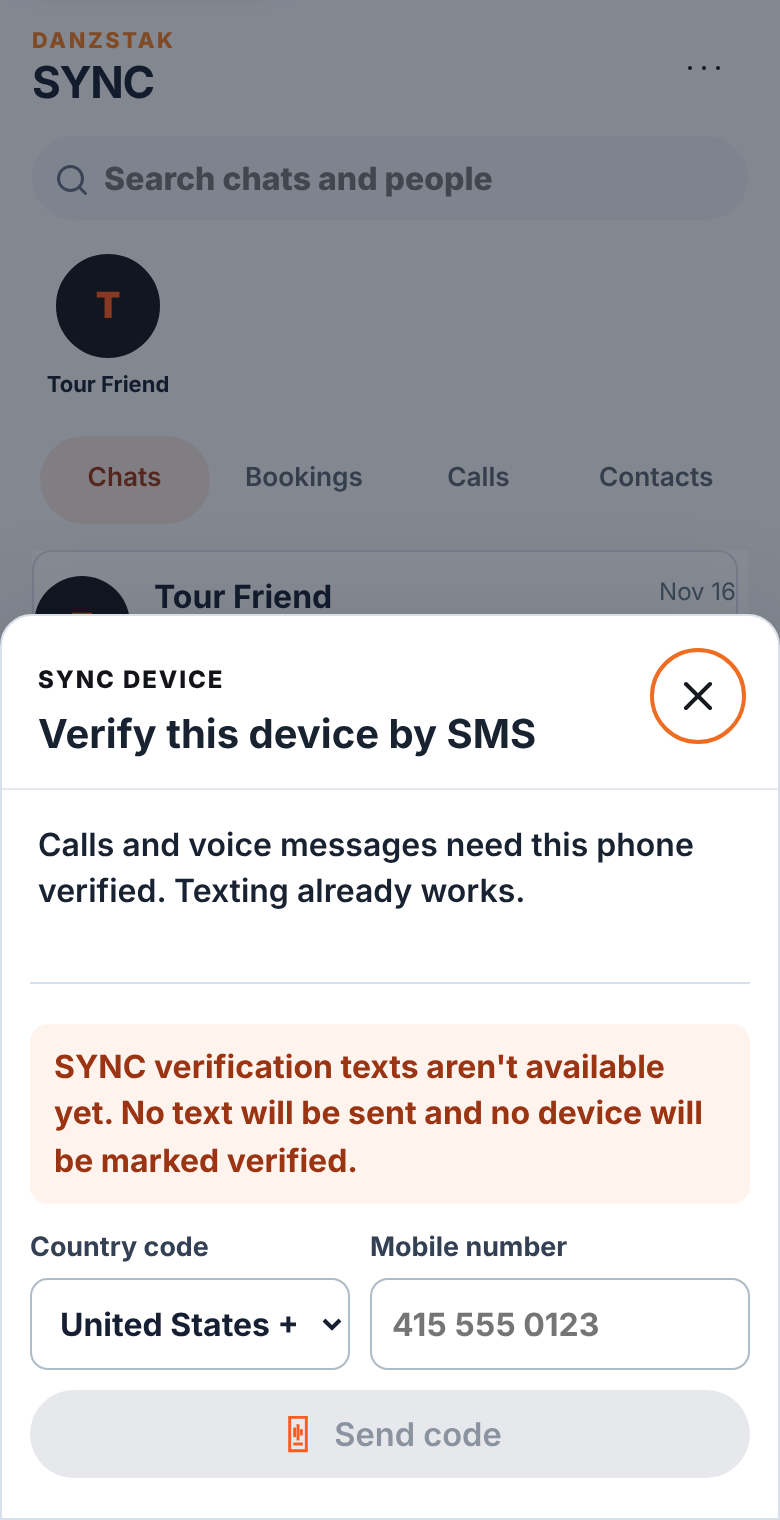 DANZSTAK
SYNC
...
Search chats and people
T
Tour Friend
Chats
Bookings
Calls
Contacts
Tour Friend
Nov 16
SYNC DEVICE
Verify this device by SMS
Calls and voice messages need this phone
verified. Texting already works.
SYNC verification texts aren't available
yet. No text will be sent and no device will
be marked verified.
Country code
Mobile number
United States +
415 555 0123
Send code